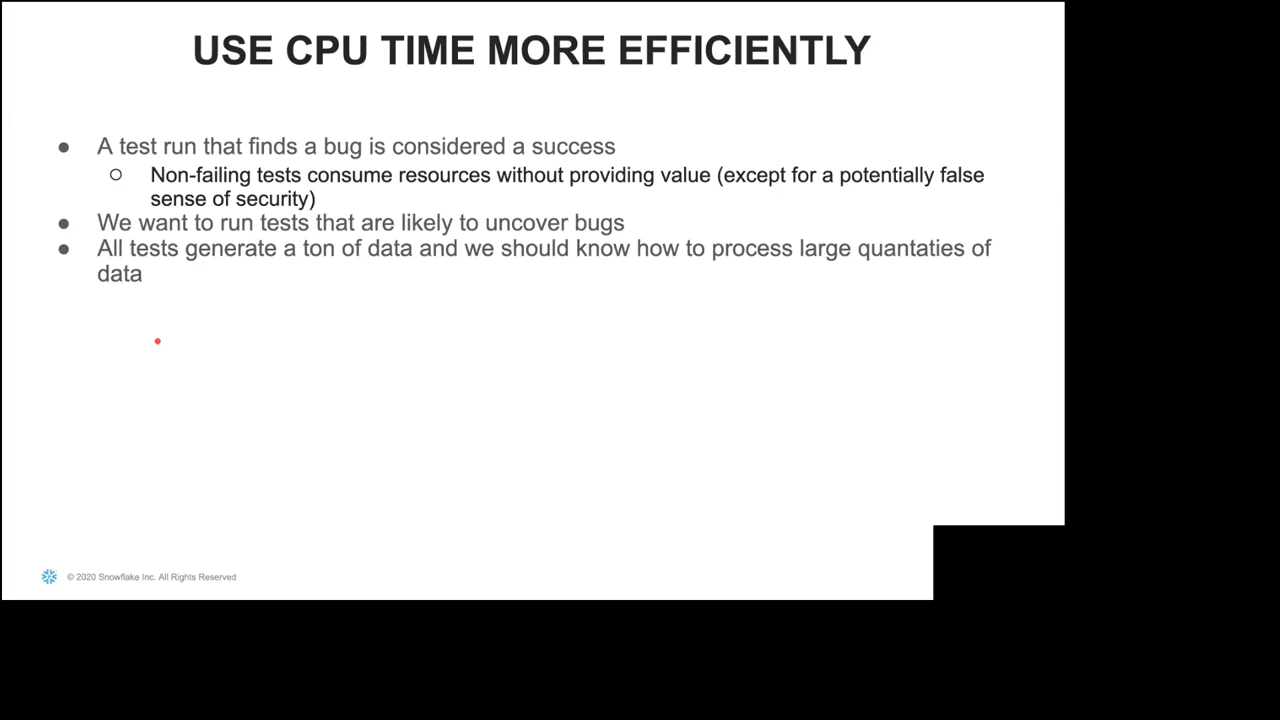 USE CPU TIME MORE EFFICIENTLY
● A test run that finds a bug is considered a success
○ Non-failing tests consume resources without providing value (except for a potentially false
sense of security)
● We want to run tests that are likely to uncover bugs
● All tests generate a ton of data and we should know how to process large quantaties of
data
© 2020 Snowflake Inc. All Rights Reserved